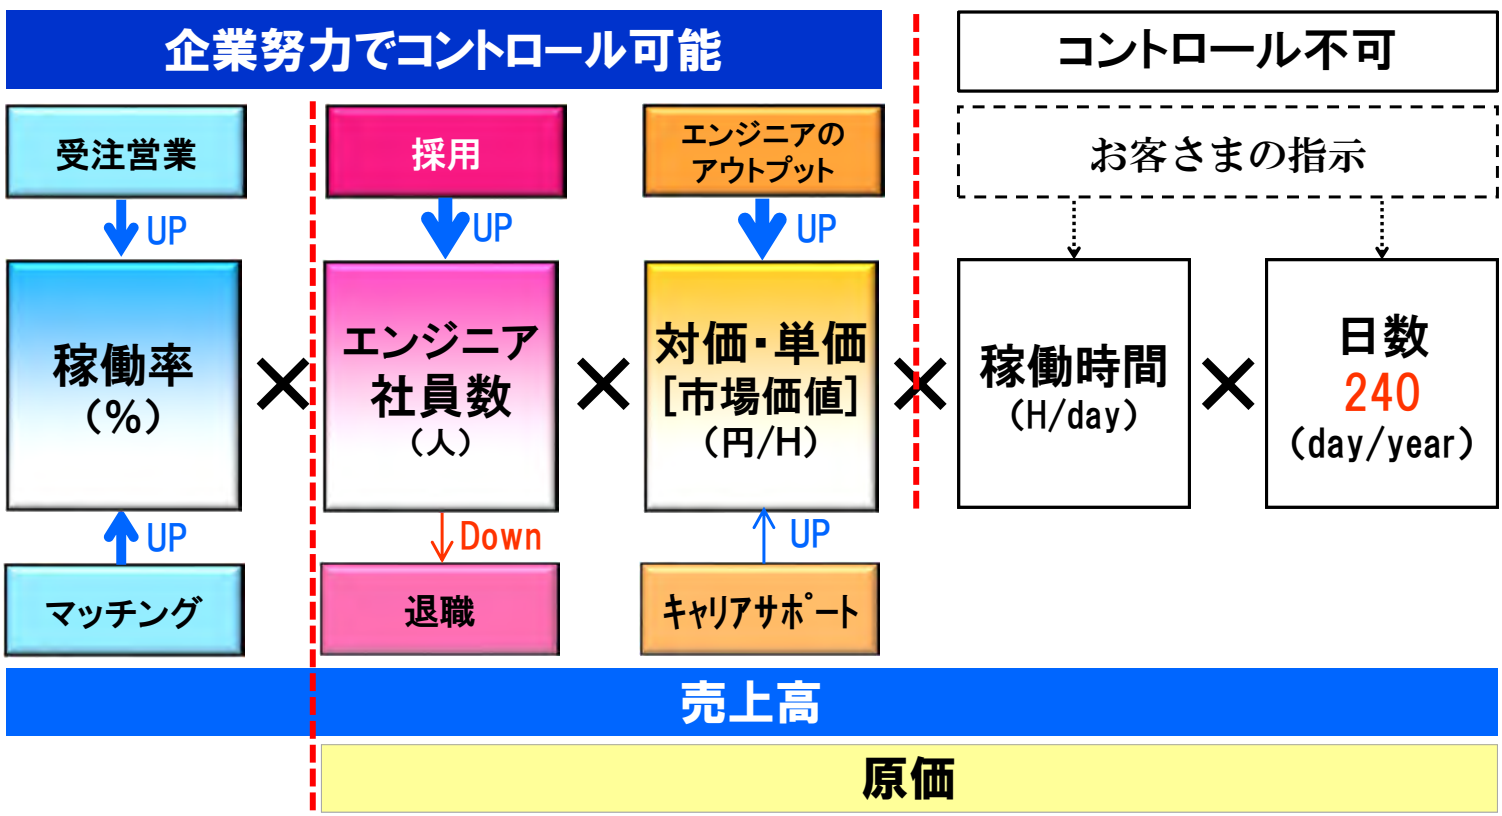 企業努力でコントロール可能
コントロール不可
受注営業
採用
エンジニアの
アウトプット
お客さまの指示
UP
UP
UP
稼働率
(%)
×
エンジニア
社員数
(人)
×
対価・単価
[市場価値]
(円/H)
×
稼働時間
(H/day)
×
日数
240
(day/year)
UP
Down
UP
マッチング
退職
キャリアサポート
売上高
原価